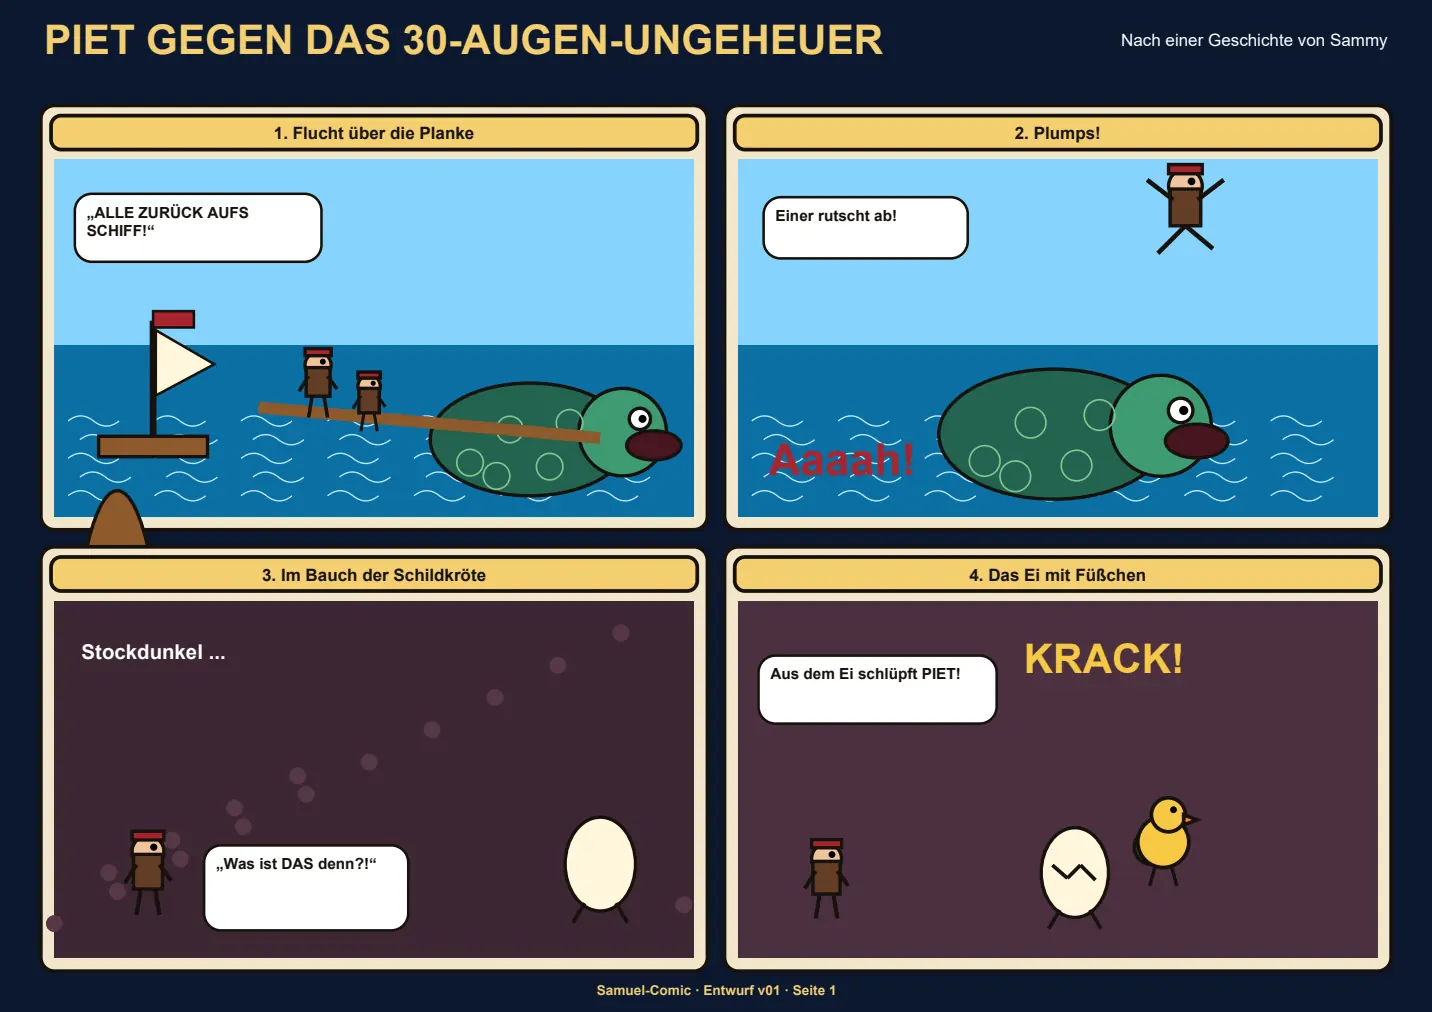 PIET GEGEN DAS 30-AUGEN-UNGEHEUER
Nach einer Geschichte von Sammy
1. Flucht über die Planke
„ALLE ZURÜCK AUFS
SCHIFF!“
2. Plumps!
Einer rutscht ab!
Aaaah!
3. Im Bauch der Schildkröte
Stockdunkel ...
„Was ist DAS denn?!“
4. Das Ei mit Füßchen
Aus dem Ei schlüpft PIET!
KRACK!
Samuel-Comic · Entwurf v01 · Seite 1